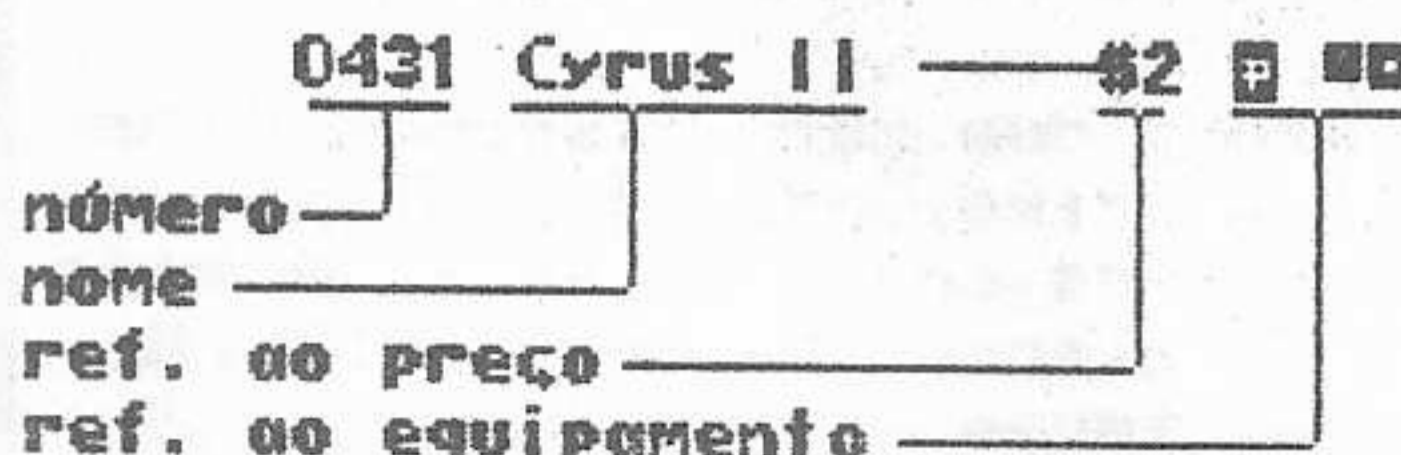 0431 Cyrus II $2
número
nome
ref. ao preço
ref. ao equipamento